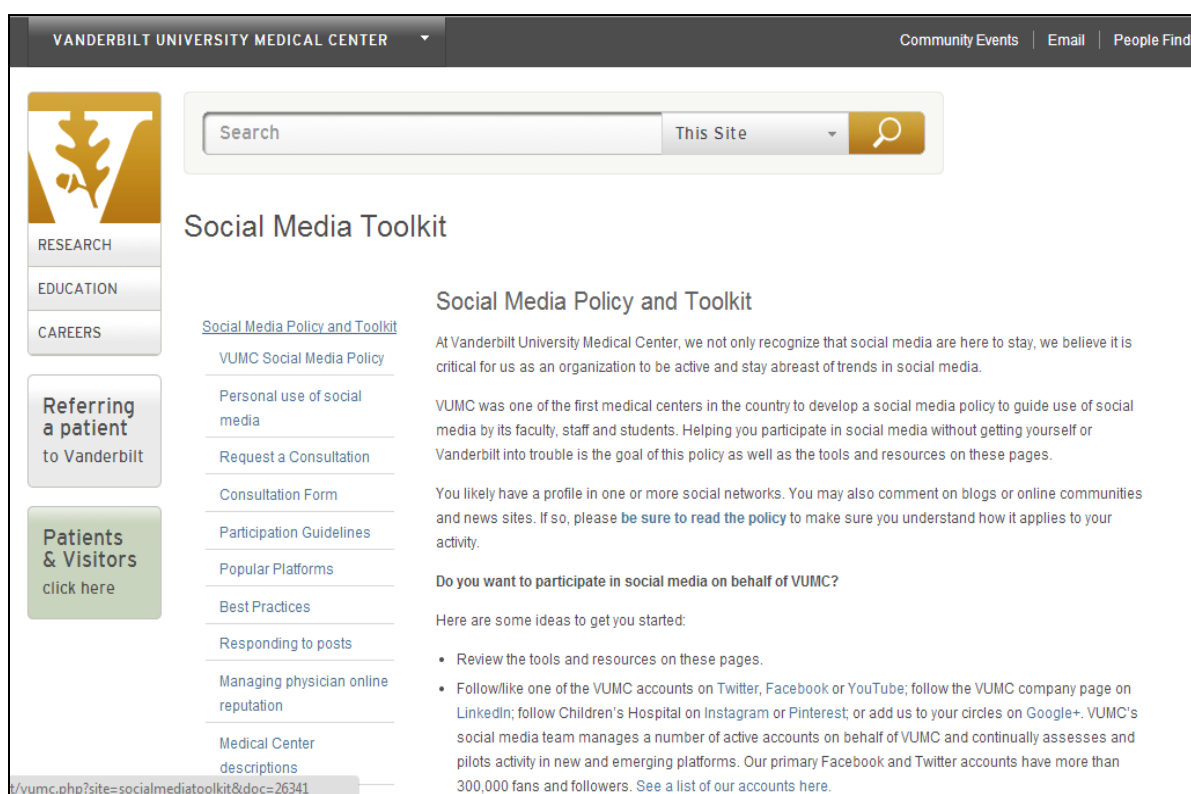 VANDERBILT UNIVERSITY MEDICAL CENTER
Community Events | Email | People Find
Search
This Site
RESEARCH
EDUCATION
CAREERS
Referring
a patient
to Vanderbilt
Patients
& Visitors
click here
Social Media Toolkit
Social Media Policy and Toolkit
VUMC Social Media Policy
Personal use of social
media
Request a Consultation
Consultation Form
Participation Guidelines
Popular Platforms
Best Practices
Responding to posts
Managing physician online
reputation
Medical Center
descriptions
Social Media Policy and Toolkit
At Vanderbilt University Medical Center, we not only recognize that social media are here to stay, we believe it is
critical for us as an organization to be active and stay abreast of trends in social media.
VUMC was one of the first medical centers in the country to develop a social media policy to guide use of social
media by its faculty, staff and students. Helping you participate in social media without getting yourself or
Vanderbilt into trouble is the goal of this policy as well as the tools and resources on these pages.
You likely have a profile in one or more social networks. You may also comment on blogs or online communities
and news sites. If so, please be sure to read the policy to make sure you understand how it applies to your
activity.
Do you want to participate in social media on behalf of VUMC?
Here are some ideas to get you started:
• Review the tools and resources on these pages.
• Follow/like one of the VUMC accounts on Twitter, Facebook or YouTube; follow the VUMC company page on
LinkedIn; follow Children's Hospital on Instagram or Pinterest; or add us to your circles on Google+. VUMC's
social media team manages a number of active accounts on behalf of VUMC and continually assesses and
pilots activity in new and emerging platforms. Our primary Facebook and Twitter accounts have more than
300,000 fans and followers. See a list of our accounts here.
t/vumc.php?site=socialmediatoolkit&doc=26341